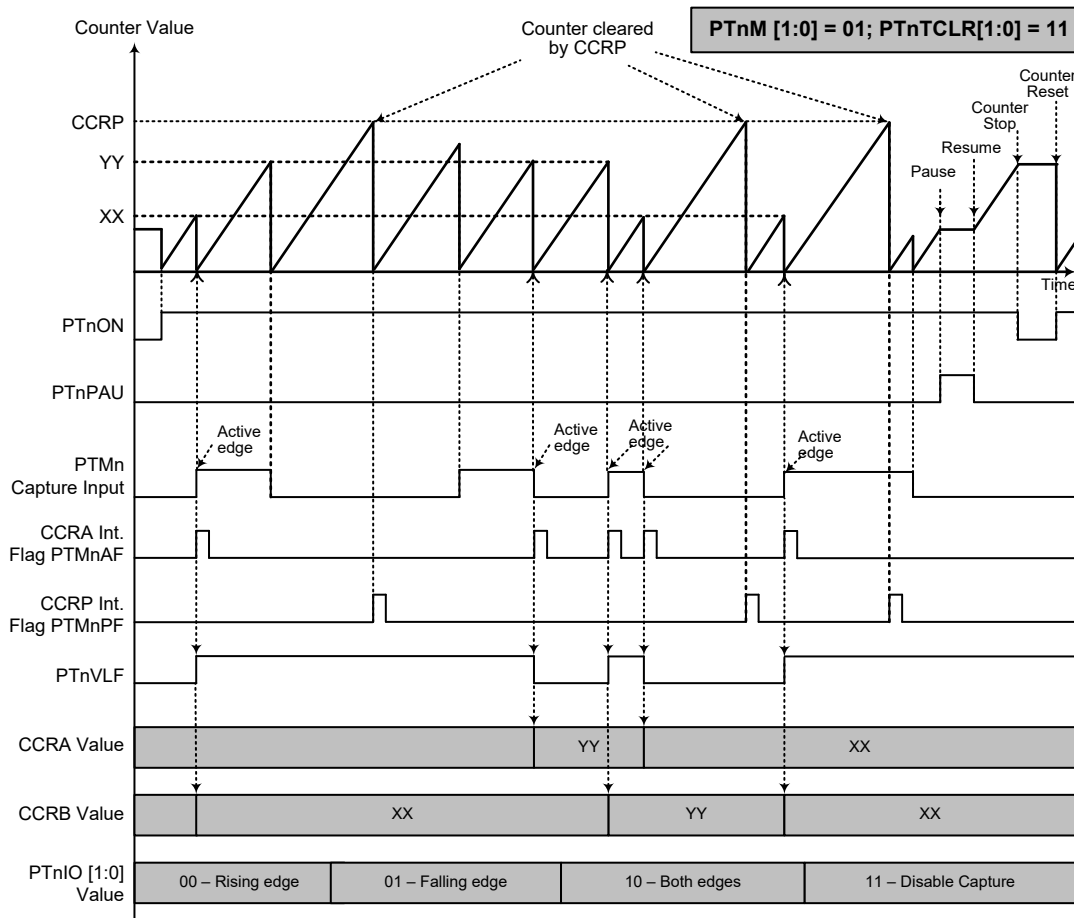 PTnM [1:0] = 01; PTnTCLR[1:0] = 11
Counter Value
Counter cleared
by CCRP
Counter
Reset
Counter
Stop
Resume
Pause
CCRP
YY
XX
Time
PTnON
PTnPAU
Active
edge
Active
edge
Active
edge
Active
edge
PTMn
Capture Input
CCRA Int.
Flag PTMnAF
CCRP Int.
Flag PTMnPF
PTnVLF
CCRA Value
YY
XX
CCRB Value
XX
YY
XX
PTnIO [1:0]
Value
00 – Rising edge
01 – Falling edge
10 – Both edges
11 – Disable Capture